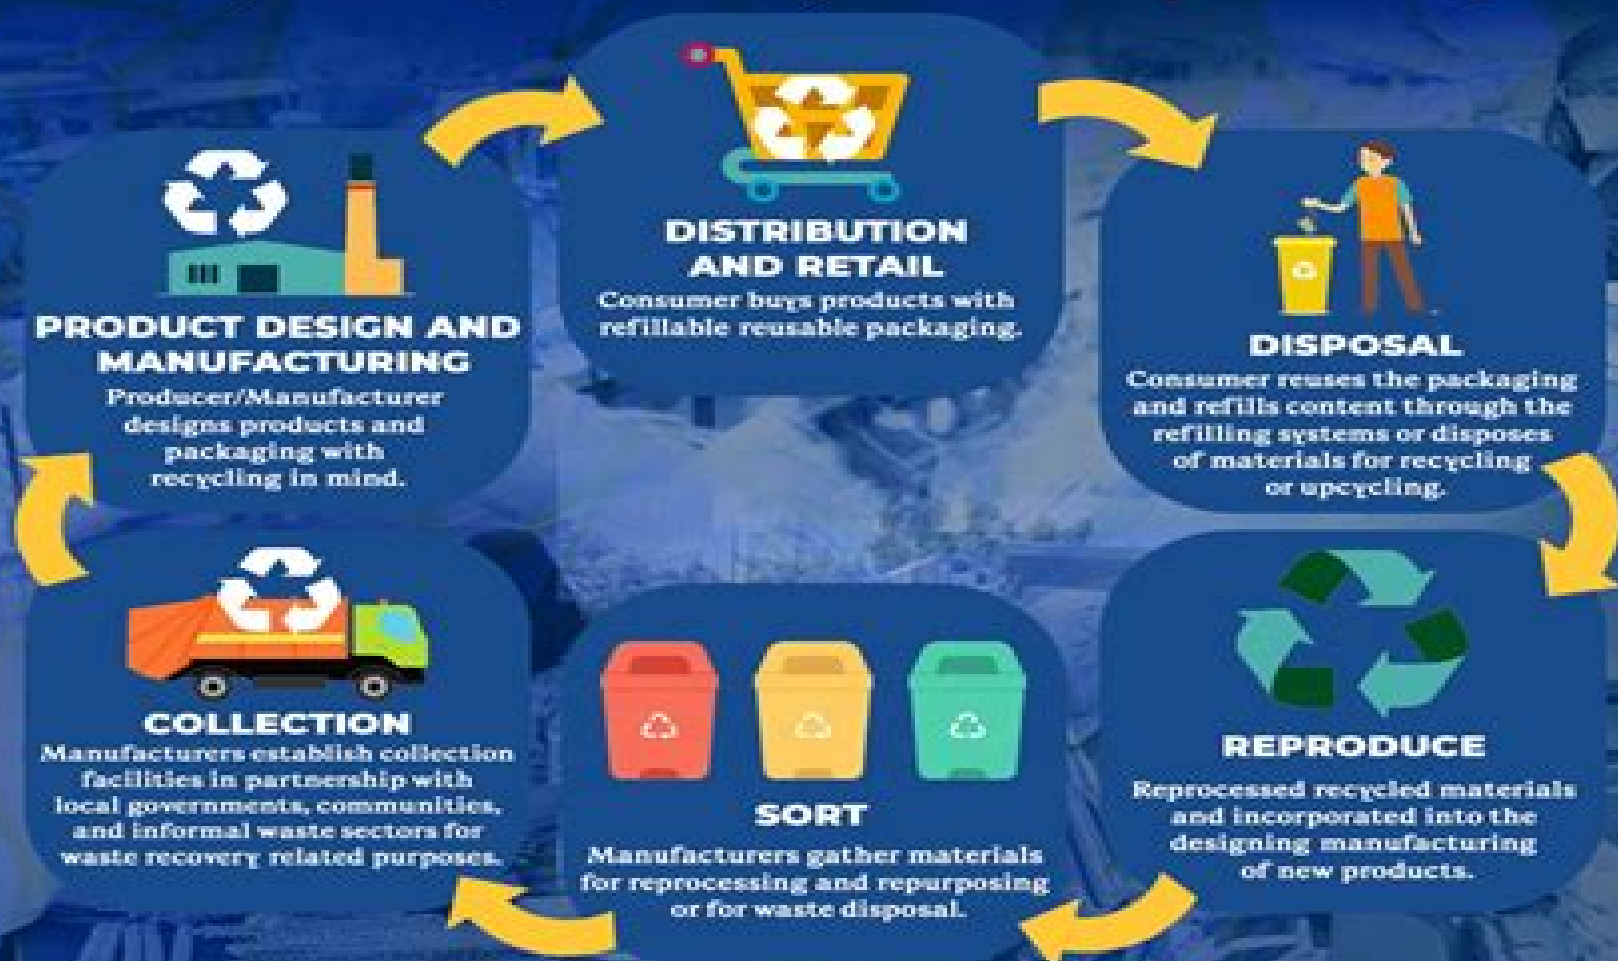 PRODUCT DESIGN AND
MANUFACTURING
Producer/Manufacturer
designs products and
packaging with
recycling in mind.
DISTRIBUTION
AND RETAIL
Consumer buys products with
refillable reusable packaging.
DISPOSAL
Consumer reuses the packaging
and refills content through the
refilling systems or disposes
of materials for recycling
or upcycling.
REPRODUCE
Reprocessed recycled materials
and incorporated into the
designing manufacturing
of new products.
SORT
Manufacturers gather materials
for reprocessing and repurposing
or for waste disposal.
COLLECTION
Manufacturers establish collection
facilities in partnership with
local governments, communities,
and informal waste sectors for
waste recovery related purposes.